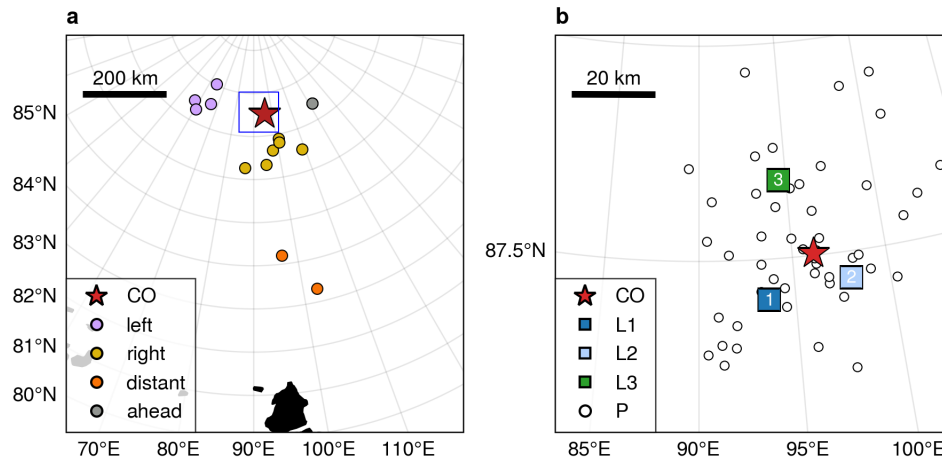 a
200 km
85°N
84°N
83°N
82°N
81°N
80°N
CO
left
right
distant
ahead
70°E 80°E 90°E 100°E 110°E
b
20 km
87.5°N
3
2
1
CO
L1
L2
L3
P
85°E 90°E 95°E 100°E